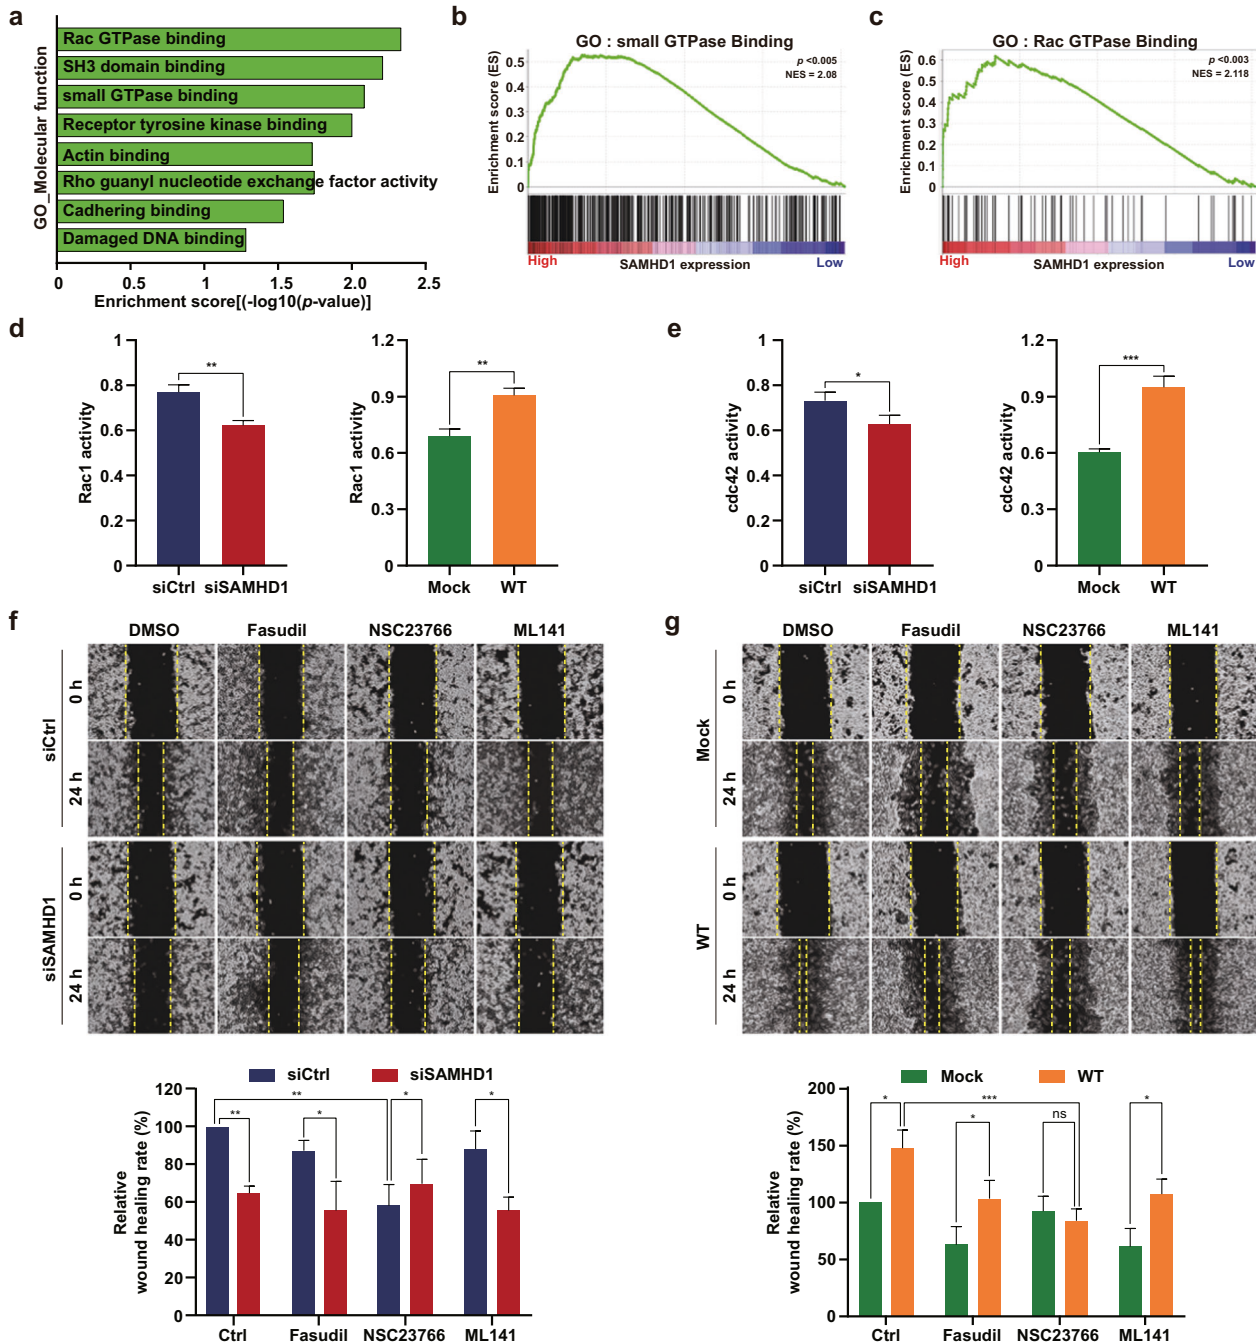 a
GO_Molecular function
Rac GTPase binding
SH3 domain binding
small GTPase binding
Receptor tyrosine kinase binding
Actin binding
Rho guanyl nucleotide exchange factor activity
Cadhering binding
Damaged DNA binding
0 0.5 1 1.5 2.0 2.5
Enrichment score[(-log10(p-value)]
b
GO : small GTPase Binding
p <0.005
NES = 2.08
Enrichment score (ES)
0.5
0.4
0.3
0.2
0.1
0
High SAMHD1 expression Low
c
GO : Rac GTPase Binding
p <0.003
NES = 2.118
Enrichment score (ES)
0.6
0.5
0.4
0.3
0.2
0.1
0
High SAMHD1 expression Low
d
Rac1 activity
1
0.8
0.6
0.4
0.2
0
**
siCtrl siSAMHD1
Rac1 activity
1.2
0.9
0.6
0.3
0
**
Mock WT
e
cdc42 activity
1
0.8
0.6
0.4
0.2
0
*
siCtrl siSAMHD1
cdc42 activity
1.2
0.9
0.6
0.3
0
***
Mock WT
f
DMSO Fasudil NSC23766 ML141
siCtrl
0 h
24 h
siSAMHD1
0 h
24 h
siCtrl siSAMHD1
Relative
wound healing rate (%)
120
100
80
60
40
20
0
** ** * * *
Ctrl Fasudil NSC23766 ML141
g
DMSO Fasudil NSC23766 ML141
Mock
0 h
24 h
WT
0 h
24 h
Mock WT
Relative
wound healing rate (%)
200
150
100
50
0
* *** * ns *
Ctrl Fasudil NSC23766 ML141